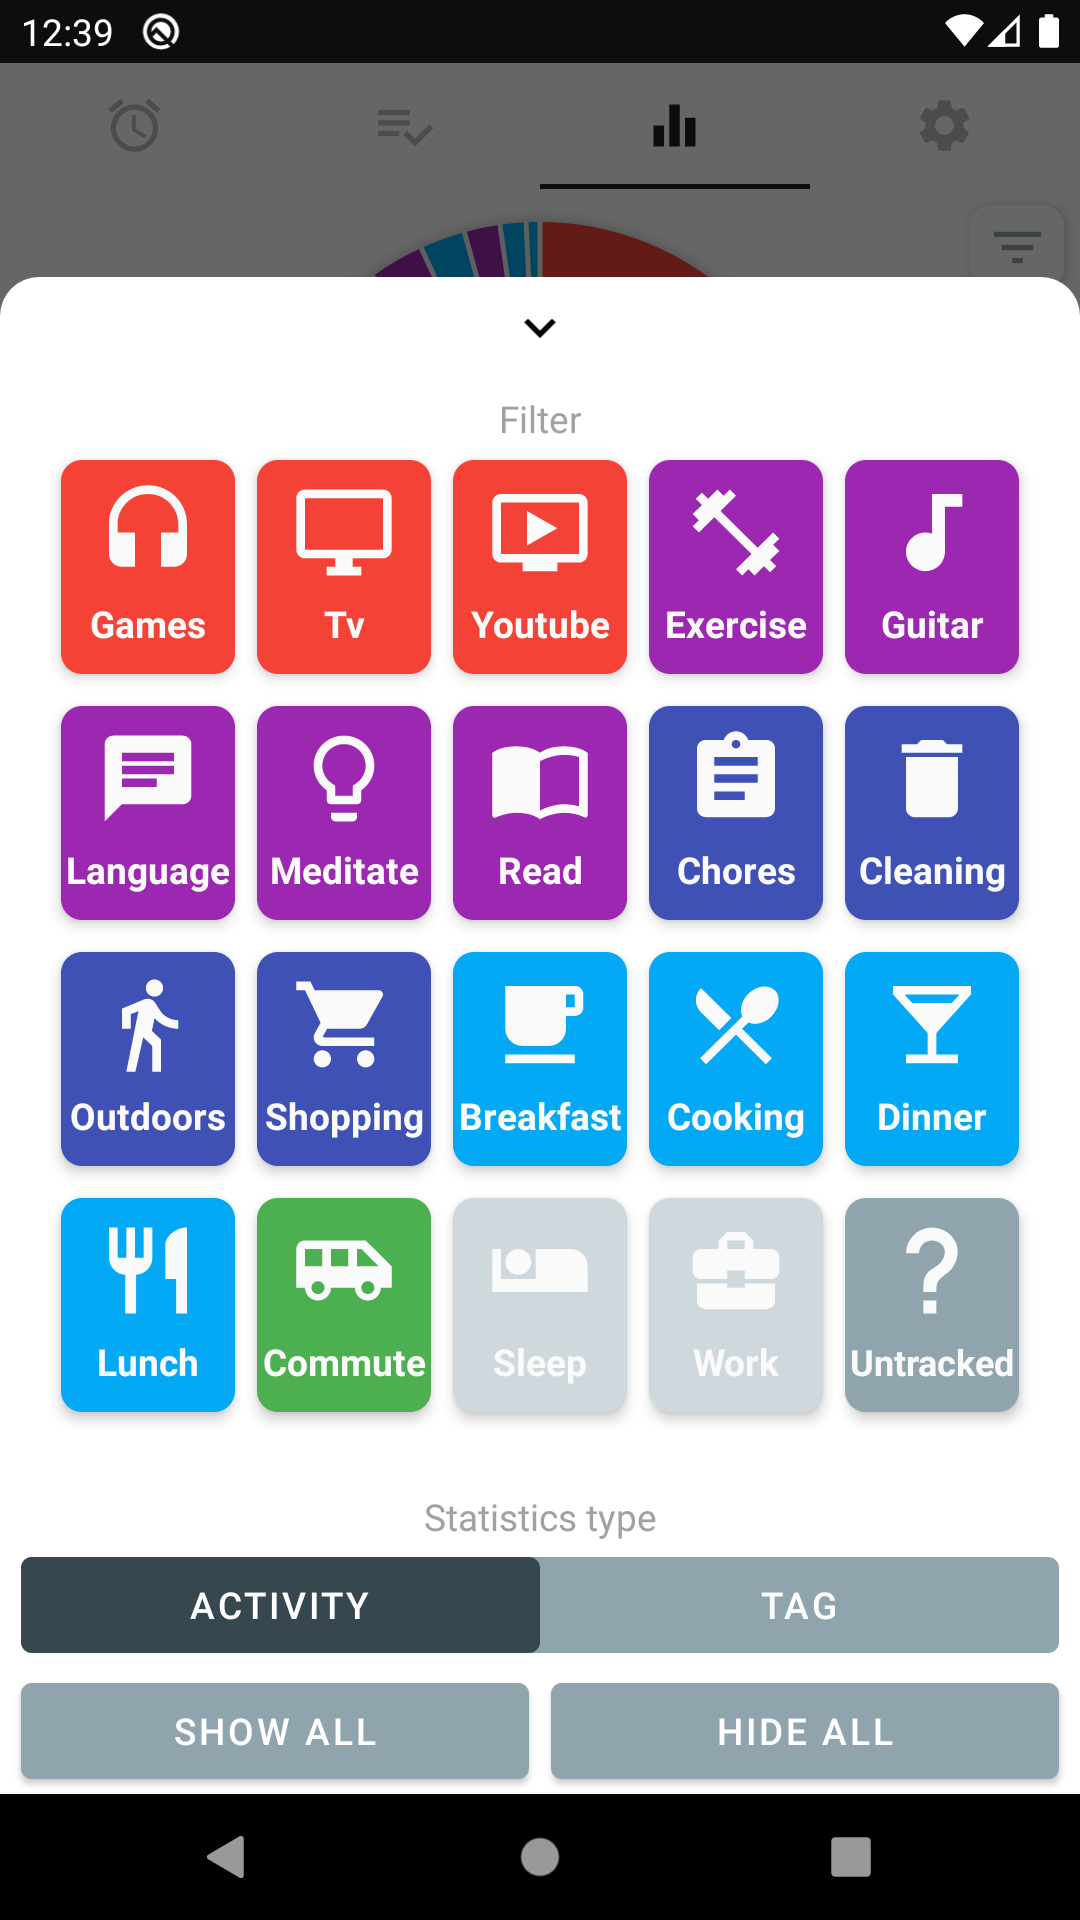 12:39
Filter
Games
Tv
Youtube
Exercise
Guitar
Language
Meditate
Read
Chores
Cleaning
Outdoors
Shopping
Breakfast
Cooking
Dinner
Lunch
Commute
Sleep
Work
Untracked
Statistics type
ACTIVITY
TAG
SHOW ALL
HIDE ALL